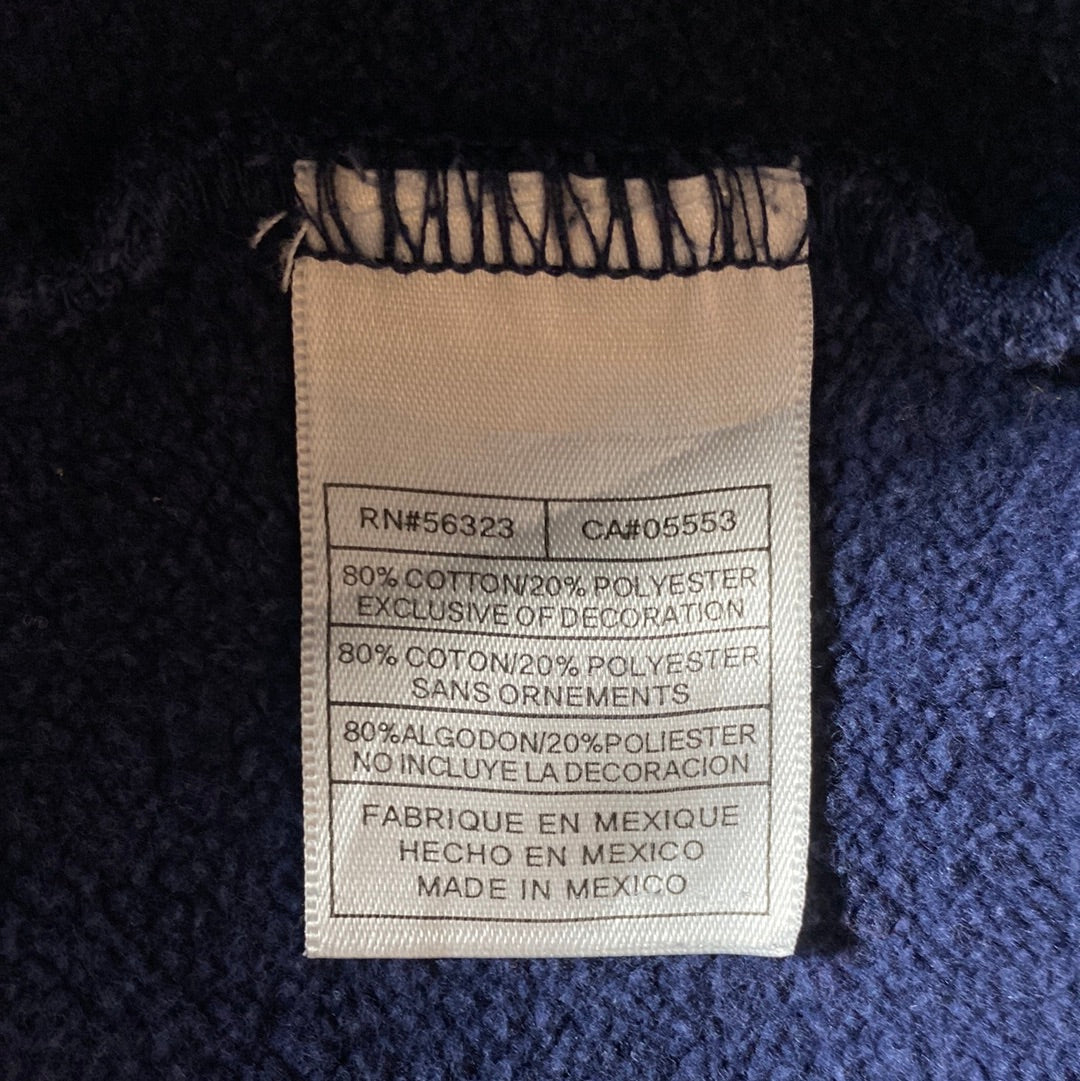 RN#56323 CA#05553
80% COTTON/20% POLYESTER
EXCLUSIVE OF DECORATION
80% COTON/20% POLYESTER
SANS ORNEMENTS
80%ALGODON/20%POLIESTER
NO INCLUYE LA DECORACION
FABRIQUE EN MEXIQUE
HECHO EN MEXICO
MADE IN MEXICO